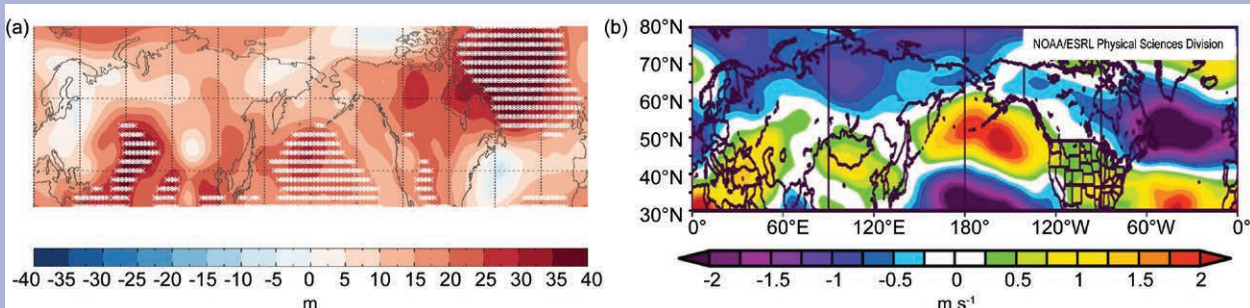 (a)
-40 -35 -30 -25 -20 -15 -10 -5 0 5 10 15 20 25 30 35 40
m
(b)
NOAA/ESRL Physical Sciences Division
80°N
70°N
60°N
50°N
40°N
30°N
0° 60°E 120°E 180° 120°W 60°W 0°
-2 -1.5 -1 -0.5 0 0.5 1 1.5 2
m s⁻¹